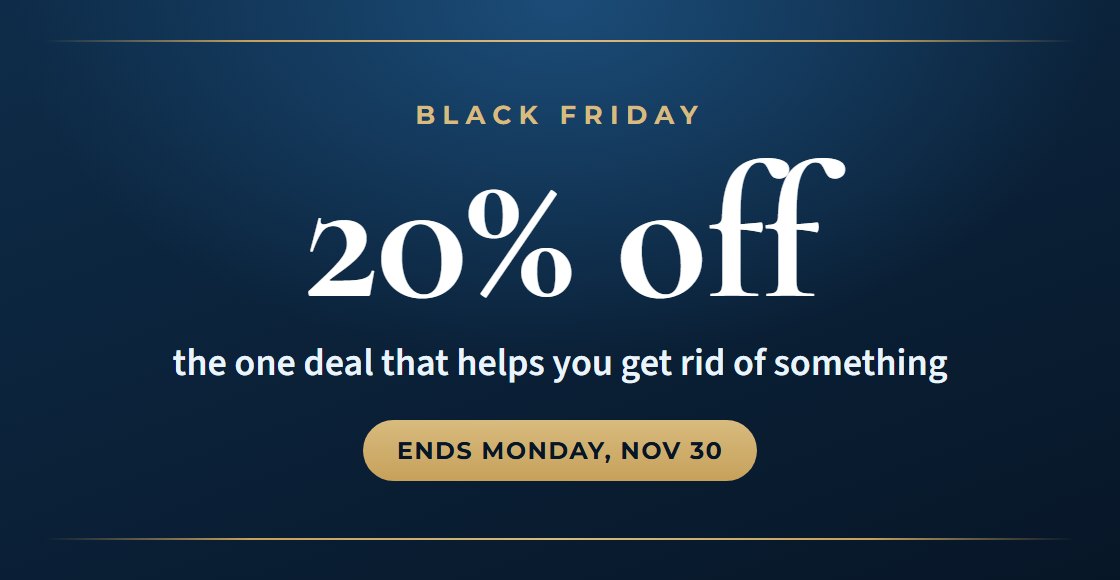 BLACK FRIDAY
20% off
the one deal that helps you get rid of something
ENDS MONDAY, NOV 30